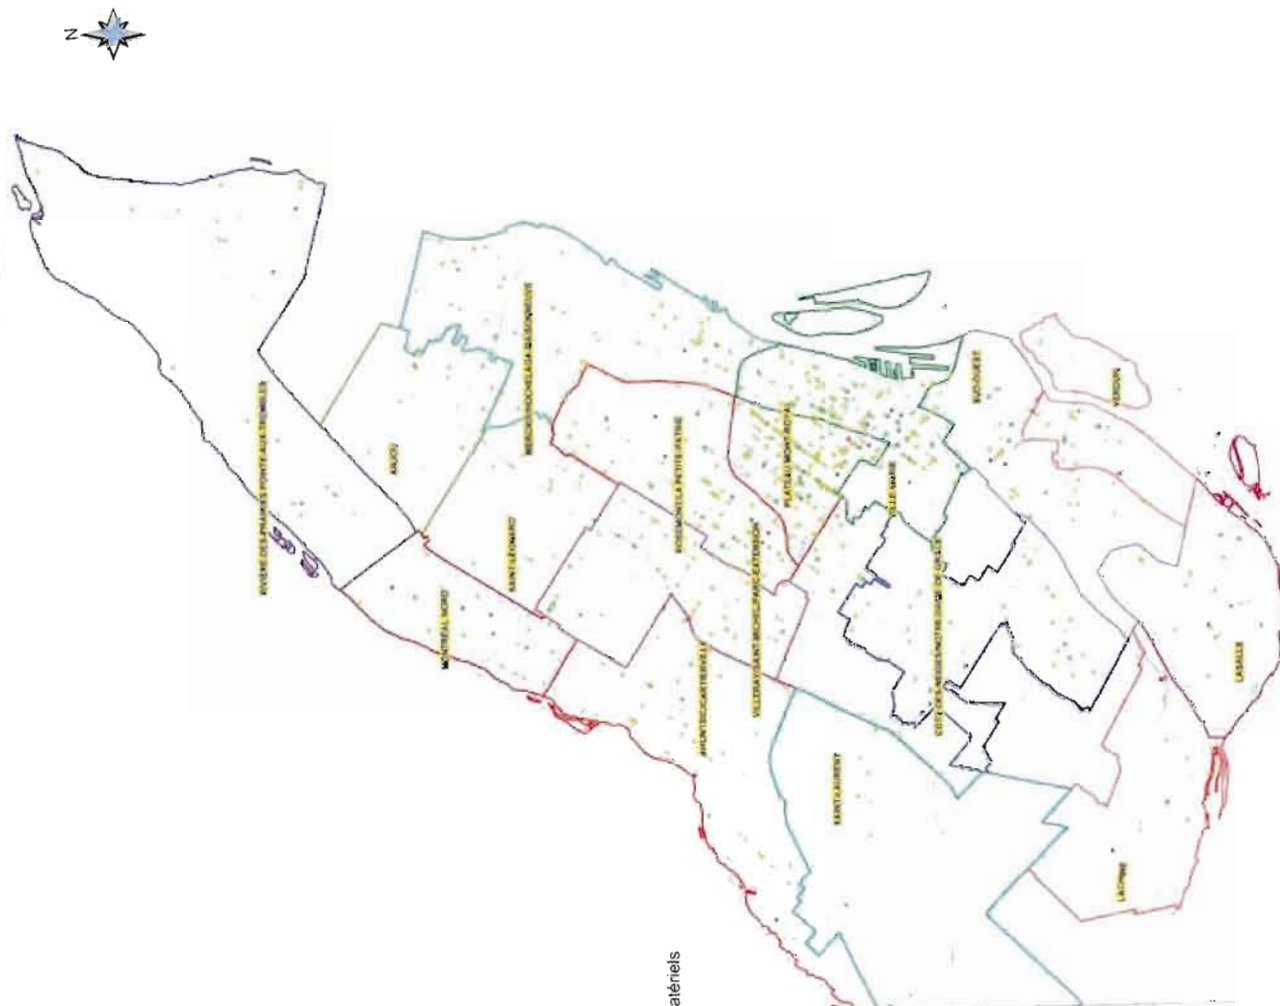 N
RIVIÈRE-DES-PRAIRIES/POINTE-AUX-TREMBLES
ANJOU
MERCIER/HOCHELAGA-MAISONNEUVE
MONTRÉAL NORD
SAINT-LÉONARD
ROSEMONT/LA PETITE-PATRIE
PLATEAU MONT-ROYAL
VILLE-MARIE
SUD-OUEST
VERDUN
AHUNTSIC/CARTIERVILLE
VILLERAY/SAINT-MICHEL/PARC-EXTENSION
CÔTE-DES-NEIGES/NOTRE-DAME-DE-GRÂCE
SAINT-LAURENT
LASALLE
LACHINE
atériels